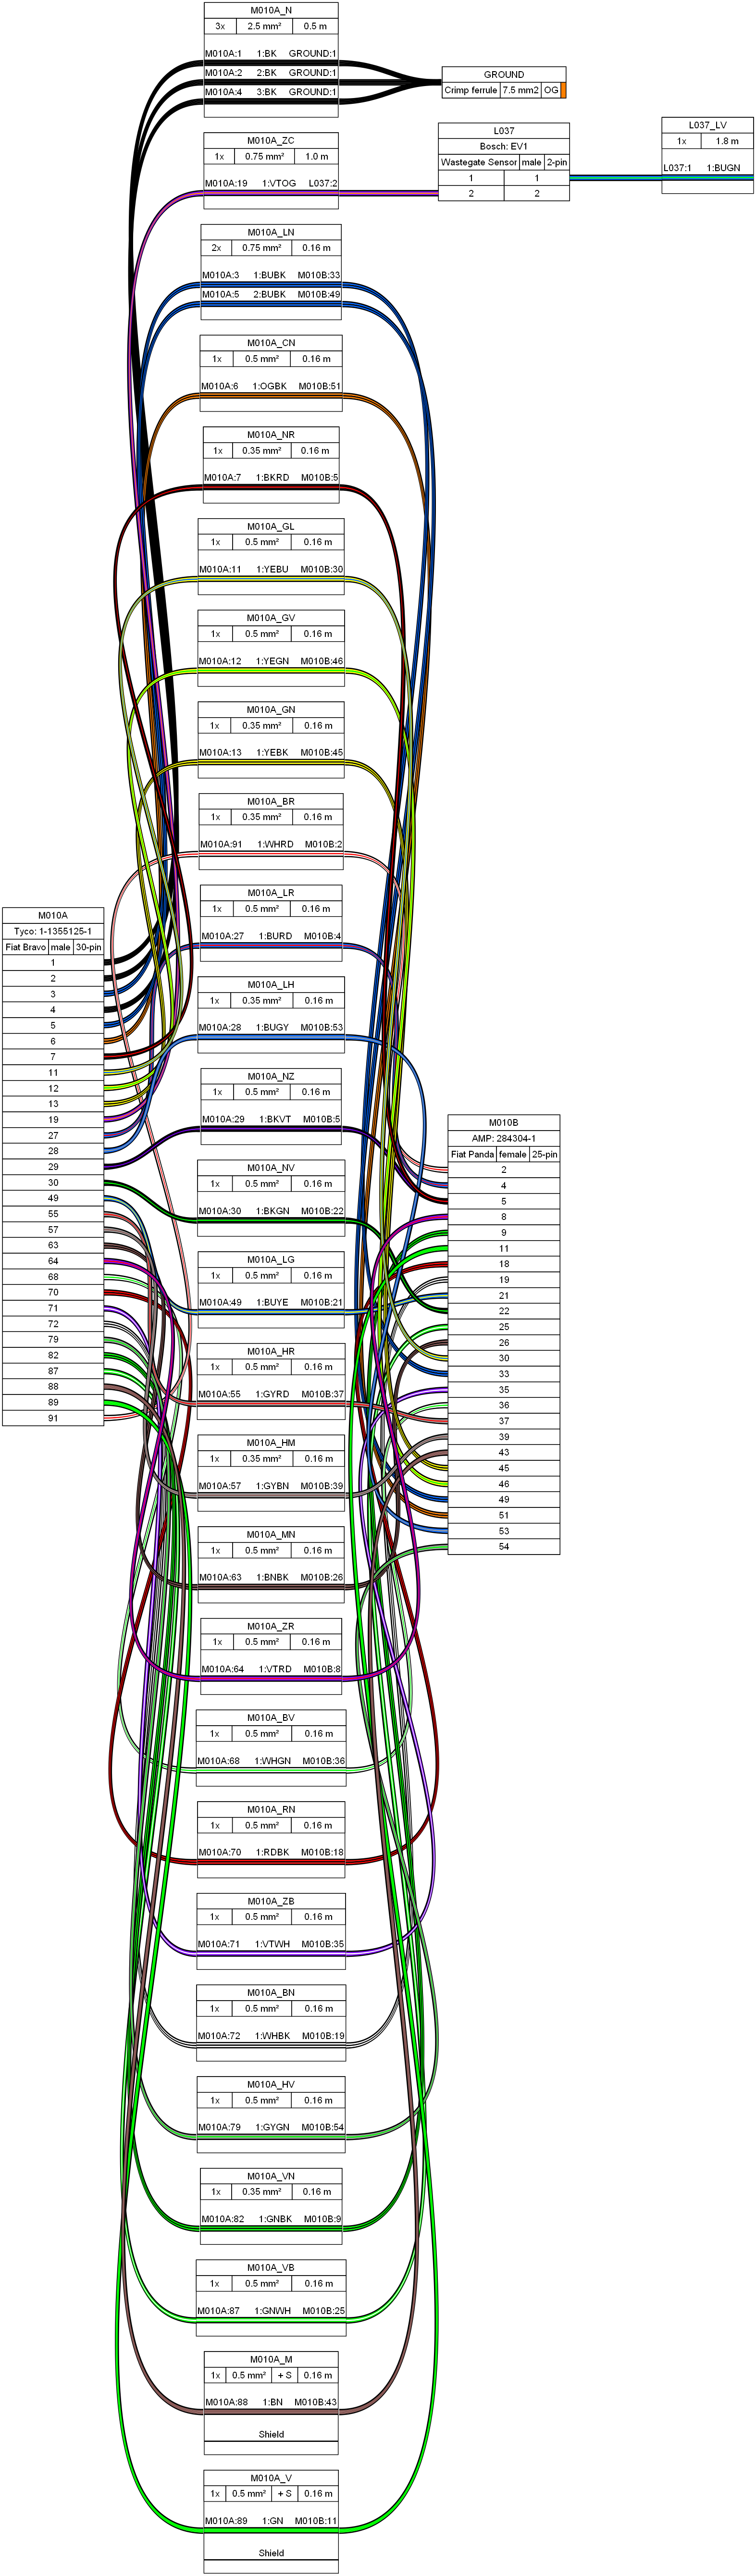 M010A_N
3x 2.5 mm² 0.5 m
M010A:1 1:BK GROUND:1
M010A:2 2:BK GROUND:1
M010A:4 3:BK GROUND:1
GROUND
Crimp ferrule 7.5 mm2 OG
M010A_ZC
1x 0.75 mm² 1.0 m
M010A:19 1:VTOG L037:2
L037
Bosch: EV1
Wastegate Sensor male 2-pin
1 1
2 2
L037_LV
1x 1.8 m
L037:1 1:BUGN
M010A_LN
2x 0.75 mm² 0.16 m
M010A:3 1:BUBK M010B:33
M010A:5 2:BUBK M010B:49
M010A_CN
1x 0.5 mm² 0.16 m
M010A:6 1:OGBK M010B:51
M010A_NR
1x 0.35 mm² 0.16 m
M010A:7 1:BKRD M010B:5
M010A_GL
1x 0.5 mm² 0.16 m
M010A:11 1:YEBU M010B:30
M010A_GV
1x 0.5 mm² 0.16 m
M010A:12 1:YEGN M010B:46
M010A_GN
1x 0.35 mm² 0.16 m
M010A:13 1:YEBK M010B:45
M010A_BR
1x 0.35 mm² 0.16 m
M010A:91 1:WHRD M010B:2
M010A_LR
1x 0.5 mm² 0.16 m
M010A:27 1:BURD M010B:4
M010A_LH
1x 0.35 mm² 0.16 m
M010A:28 1:BUGY M010B:53
M010A_NZ
1x 0.5 mm² 0.16 m
M010A:29 1:BKVT M010B:5
M010A_NV
1x 0.5 mm² 0.16 m
M010A:30 1:BKGN M010B:22
M010A_LG
1x 0.5 mm² 0.16 m
M010A:49 1:BUYE M010B:21
M010A_HR
1x 0.5 mm² 0.16 m
M010A:55 1:GYRD M010B:37
M010A_HM
1x 0.35 mm² 0.16 m
M010A:57 1:GYBN M010B:39
M010A_MN
1x 0.5 mm² 0.16 m
M010A:63 1:BNBK M010B:26
M010A_ZR
1x 0.5 mm² 0.16 m
M010A:64 1:VTRD M010B:8
M010A_BV
1x 0.5 mm² 0.16 m
M010A:68 1:WHGN M010B:36
M010A_RN
1x 0.5 mm² 0.16 m
M010A:70 1:RDBK M010B:18
M010A_ZB
1x 0.5 mm² 0.16 m
M010A:71 1:VTWH M010B:35
M010A_BN
1x 0.5 mm² 0.16 m
M010A:72 1:WHBK M010B:19
M010A_HV
1x 0.5 mm² 0.16 m
M010A:79 1:GYGN M010B:54
M010A_VN
1x 0.35 mm² 0.16 m
M010A:82 1:GNBK M010B:9
M010A_VB
1x 0.5 mm² 0.16 m
M010A:87 1:GNWH M010B:25
M010A_M
1x 0.5 mm² + S 0.16 m
M010A:88 1:BN M010B:43
Shield
M010A_V
1x 0.5 mm² + S 0.16 m
M010A:89 1:GN M010B:11
Shield
M010A
Tyco: 1-1355125-1
Fiat Bravo male 30-pin
1
2
3
4
5
6
7
11
12
13
19
27
28
29
30
49
55
57
63
64
68
70
71
72
79
82
87
88
89
91
M010B
AMP: 284304-1
Fiat Panda female 25-pin
2
4
5
8
9
11
18
19
21
22
25
26
30
33
35
36
37
39
43
45
46
49
51
53
54